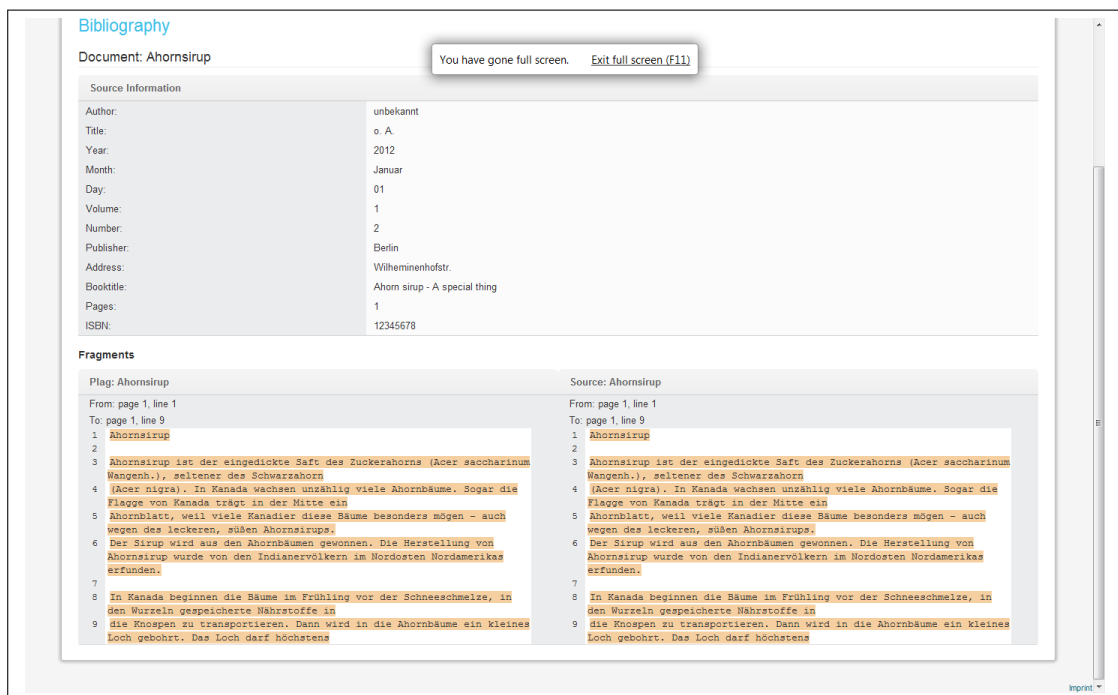 Bibliography
Document: Ahornsirup
You have gone full screen. Exit full screen (F11)
Source Information
Author: unbekannt
Title: o. A.
Year: 2012
Month: Januar
Day: 01
Volume: 1
Number: 2
Publisher: Berlin
Address: Wilheminenhofstr.
Booktitle: Ahorn sirup - A special thing
Pages: 1
ISBN: 12345678
Fragments
Plag: Ahornsirup
From: page 1, line 1
To: page 1, line 9
1 Ahornsirup
2
3 Ahornsirup ist der eingedickte Saft des Zuckerahorns (Acer saccharinum
Wangenh.), seltener des Schwarzahorn
4 (Acer nigra). In Kanada wachsen unzählig viele Ahornbäume. Sogar die
Flagge von Kanada trägt in der Mitte ein
5 Ahornblatt, weil viele Kanadier diese Bäume besonders mögen - auch
wegen des leckeren, süßen Ahornsirups.
6 Der Sirup wird aus den Ahornbäumen gewonnen. Die Herstellung von
Ahornsirup wurde von den Indianervölkern im Nordosten Nordamerikas
erfunden.
7
8 In Kanada beginnen die Bäume im Frühling vor der Schneeschmelze, in
den Wurzeln gespeicherte Nährstoffe in
9 die Knospen zu transportieren. Dann wird in die Ahornbäume ein kleines
Loch gebohrt. Das Loch darf höchstens
Source: Ahornsirup
From: page 1, line 1
To: page 1, line 9
1 Ahornsirup
2
3 Ahornsirup ist der eingedickte Saft des Zuckerahorns (Acer saccharinum
Wangenh.), seltener des Schwarzahorn
4 (Acer nigra). In Kanada wachsen unzählig viele Ahornbäume. Sogar die
Flagge von Kanada trägt in der Mitte ein
5 Ahornblatt, weil viele Kanadier diese Bäume besonders mögen - auch
wegen des leckeren, süßen Ahornsirups.
6 Der Sirup wird aus den Ahornbäumen gewonnen. Die Herstellung von
Ahornsirup wurde von den Indianervölkern im Nordosten Nordamerikas
erfunden.
7
8 In Kanada beginnen die Bäume im Frühling vor der Schneeschmelze, in
den Wurzeln gespeicherte Nährstoffe in
9 die Knospen zu transportieren. Dann wird in die Ahornbäume ein kleines
Loch gebohrt. Das Loch darf höchstens
Imprint